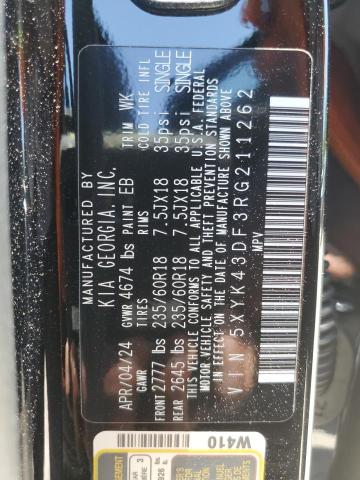 MANUFACTURED BY
KIA GEORGIA, INC.
APR/04/24 GVWR 4674 lbs PAINT EB TRIM WK
GAWR TIRES RIMS COLD TIRE INFL
FRONT 2777 lbs 235/60R18 7.5JX18 35psi SINGLE
REAR 2645 lbs 235/60R18 7.5JX18 35psi SINGLE
THIS VEHICLE CONFORMS TO ALL APPLICABLE U.S.A. FEDERAL
MOTOR VEHICLE SAFETY AND THEFT PREVENTION STANDARDS
IN EFFECT ON THE DATE OF MANUFACTURE SHOWN ABOVE
VIN 5XYK43DF3RG211262
MPV
W410